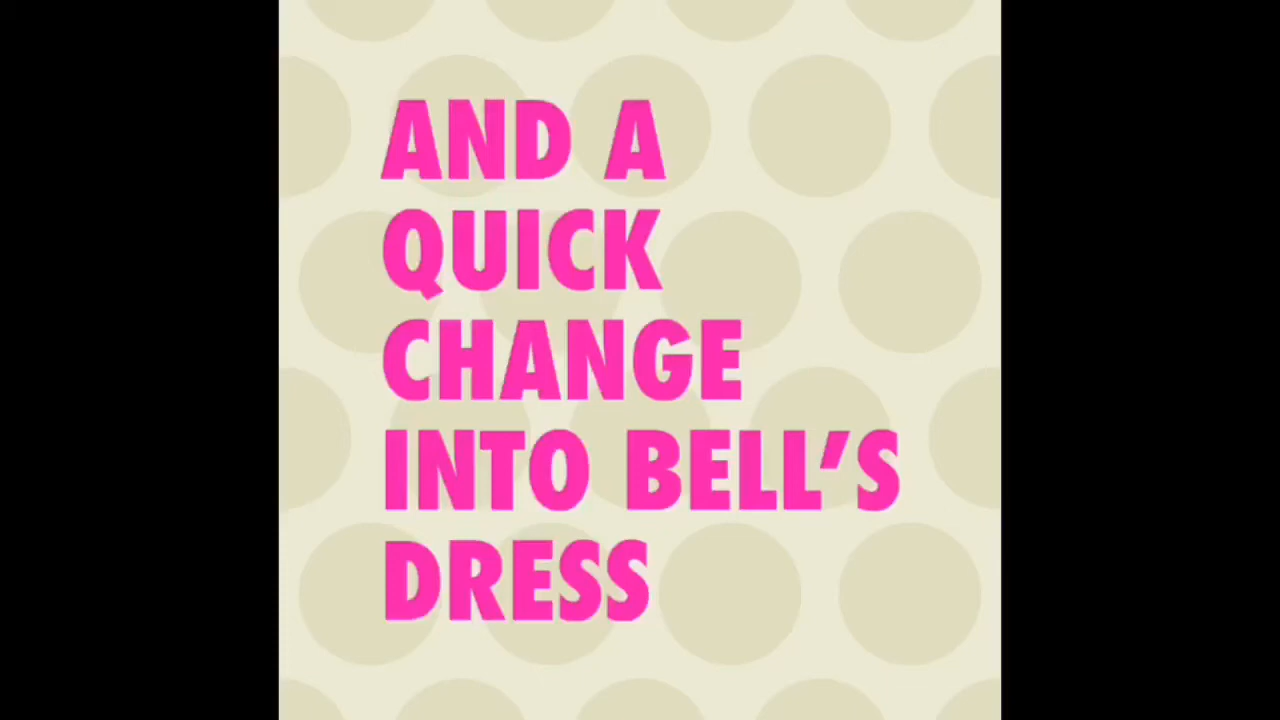 AND A
QUICK
CHANGE
INTO BELL'S
DRESS